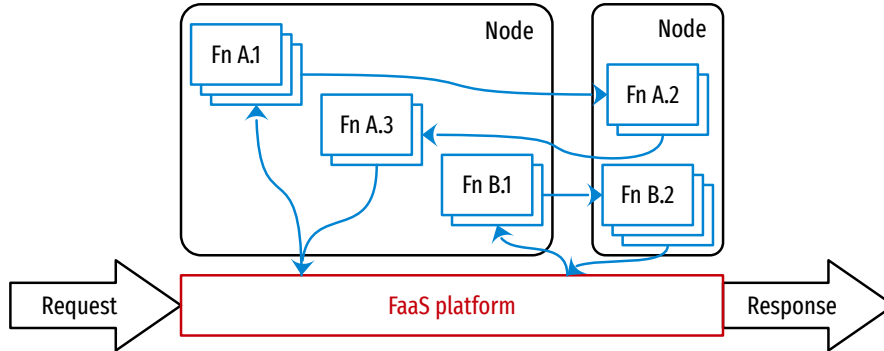 Node
Node
Fn A.1
Fn A.2
Fn A.3
Fn B.1
Fn B.2
Request
FaaS platform
Response